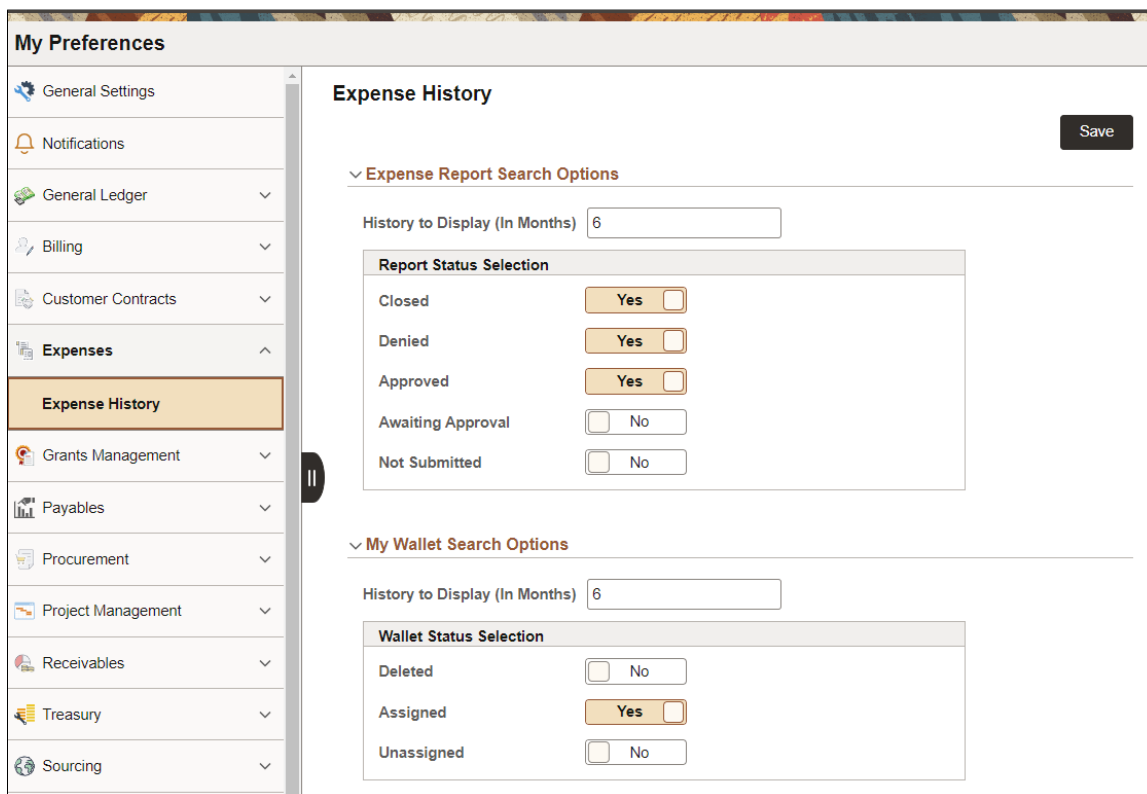 My Preferences
General Settings
Notifications
General Ledger
Billing
Customer Contracts
Expenses
Expense History
Grants Management
Payables
Procurement
Project Management
Receivables
Treasury
Sourcing
Expense History
Save
Expense Report Search Options
History to Display (In Months) 6
Report Status Selection
Closed Yes
Denied Yes
Approved Yes
Awaiting Approval No
Not Submitted No
My Wallet Search Options
History to Display (In Months) 6
Wallet Status Selection
Deleted No
Assigned Yes
Unassigned No